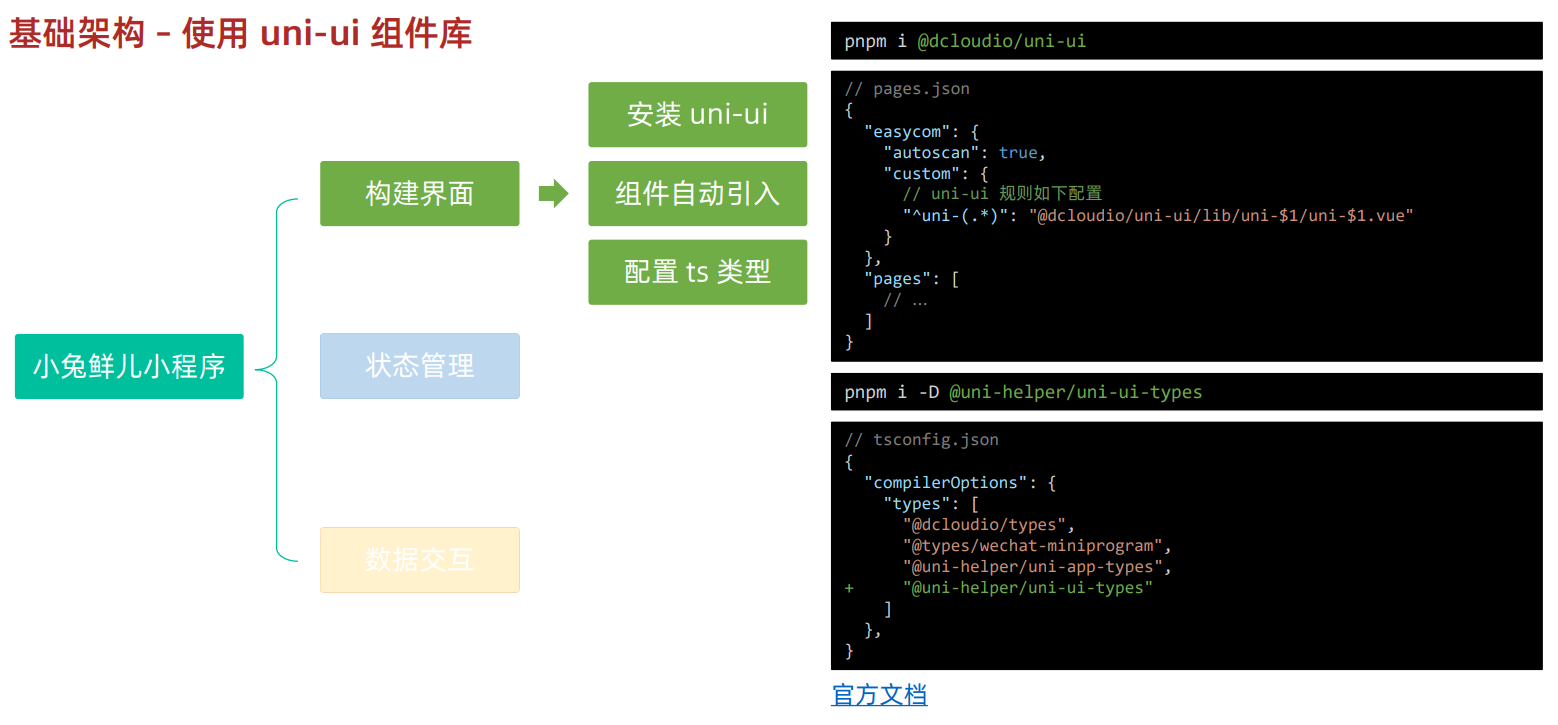 基础架构 – 使用 uni-ui 组件库
小兔鲜儿小程序
构建界面
状态管理
数据交互
安装 uni-ui
组件自动引入
配置 ts 类型
pnpm i @dcloudio/uni-ui
// pages.json
{
  "easycom": {
    "autoscan": true,
    "custom": {
      // uni-ui 规则如下配置
      "^uni-(.*)": "@dcloudio/uni-ui/lib/uni-$1/uni-$1.vue"
    }
  },
  "pages": [
    // …
  ]
}
pnpm i -D @uni-helper/uni-ui-types
// tsconfig.json
{
  "compilerOptions": {
    "types": [
      "@dcloudio/types",
      "@types/wechat-miniprogram",
      "@uni-helper/uni-app-types",
+     "@uni-helper/uni-ui-types"
    ]
  },
}
官方文档